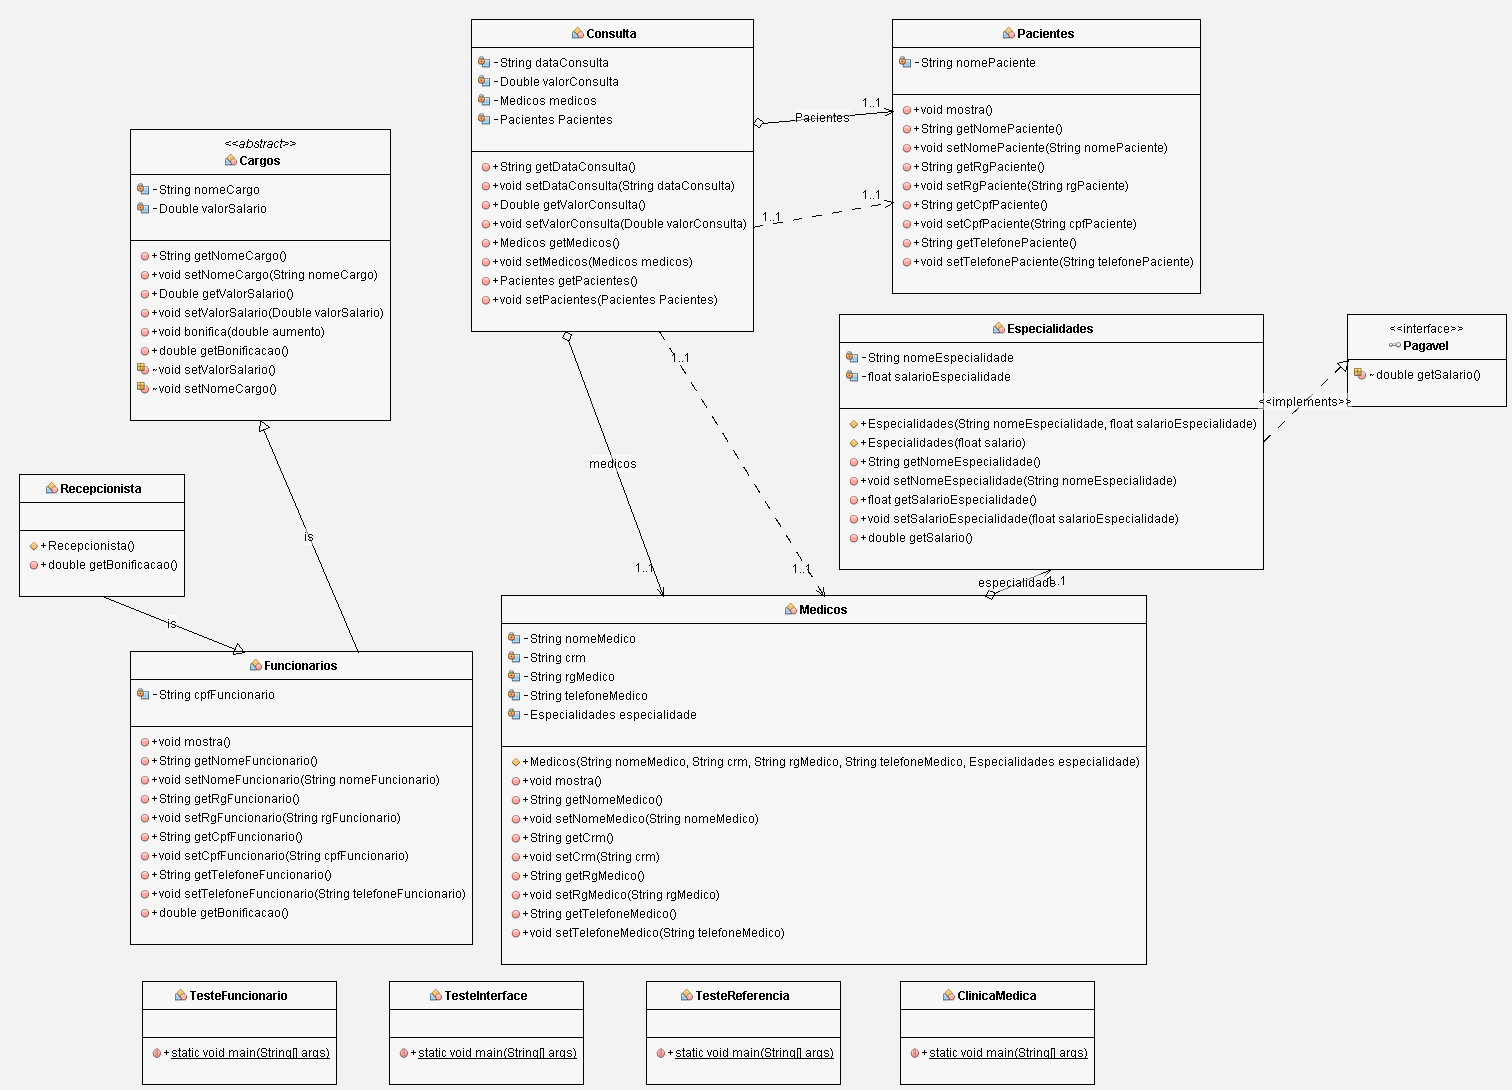 Consulta
-String dataConsulta
-Double valorConsulta
-Medicos medicos
-Pacientes Pacientes
+String getDataConsulta()
+void setDataConsulta(String dataConsulta)
+Double getValorConsulta()
+void setValorConsulta(Double valorConsulta)
+Medicos getMedicos()
+void setMedicos(Medicos medicos)
+Pacientes getPacientes()
+void setPacientes(Pacientes Pacientes)
Pacientes
1..1
1..1
1..1
Pacientes
-String nomePaciente
+void mostra()
+String getNomePaciente()
+void setNomePaciente(String nomePaciente)
+String getRgPaciente()
+void setRgPaciente(String rgPaciente)
+String getCpfPaciente()
+void setCpfPaciente(String cpfPaciente)
+String getTelefonePaciente()
+void setTelefonePaciente(String telefonePaciente)
<<abstract>>
Cargos
-String nomeCargo
-Double valorSalario
+String getNomeCargo()
+void setNomeCargo(String nomeCargo)
+Double getValorSalario()
+void setValorSalario(Double valorSalario)
+void bonifica(double aumento)
+double getBonificacao()
~void setValorSalario()
~void setNomeCargo()
Especialidades
-String nomeEspecialidade
-float salarioEspecialidade
+Especialidades(String nomeEspecialidade, float salarioEspecialidade)
+Especialidades(float salario)
+String getNomeEspecialidade()
+void setNomeEspecialidade(String nomeEspecialidade)
+float getSalarioEspecialidade()
+void setSalarioEspecialidade(float salarioEspecialidade)
+double getSalario()
<<implements>>
<<interface>>
Pagavel
~double getSalario()
1..1
medicos
1..1
1..1
especialidade
1..1
Recepcionista
+Recepcionista()
+double getBonificacao()
is
is
Funcionarios
-String cpfFuncionario
+void mostra()
+String getNomeFuncionario()
+void setNomeFuncionario(String nomeFuncionario)
+String getRgFuncionario()
+void setRgFuncionario(String rgFuncionario)
+String getCpfFuncionario()
+void setCpfFuncionario(String cpfFuncionario)
+String getTelefoneFuncionario()
+void setTelefoneFuncionario(String telefoneFuncionario)
+double getBonificacao()
Medicos
-String nomeMedico
-String crm
-String rgMedico
-String telefoneMedico
-Especialidades especialidade
+Medicos(String nomeMedico, String crm, String rgMedico, String telefoneMedico, Especialidades especialidade)
+void mostra()
+String getNomeMedico()
+void setNomeMedico(String nomeMedico)
+String getCrm()
+void setCrm(String crm)
+String getRgMedico()
+void setRgMedico(String rgMedico)
+String getTelefoneMedico()
+void setTelefoneMedico(String telefoneMedico)
TesteFuncionario
+static void main(String[] args)
TesteInterface
+static void main(String[] args)
TesteReferencia
+static void main(String[] args)
ClinicaMedica
+static void main(String[] args)